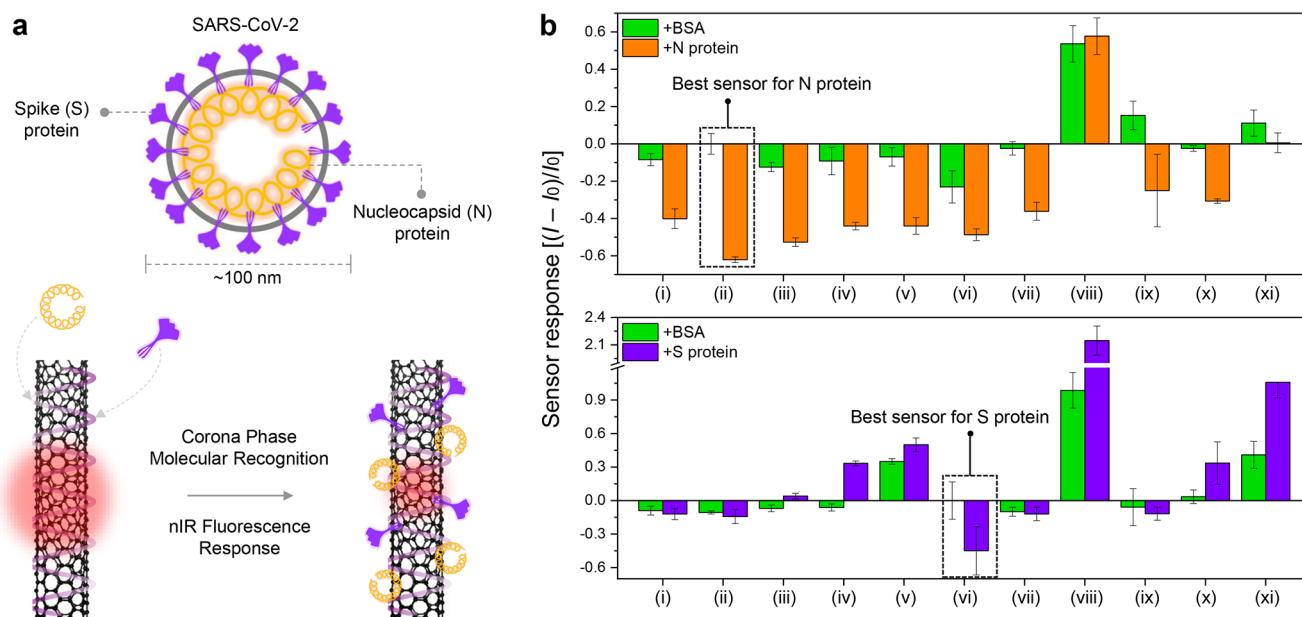 a
SARS-CoV-2
Spike (S)
protein
Nucleocapsid (N)
protein
~100 nm
Corona Phase
Molecular Recognition
nIR Fluorescence
Response
b
Sensor response [(I – I0)/I0]
+BSA
+N protein
Best sensor for N protein
0.6
0.4
0.2
0.0
-0.2
-0.4
-0.6
(i) (ii) (iii) (iv) (v) (vi) (vii) (viii) (ix) (x) (xi)
+BSA
+S protein
Best sensor for S protein
2.4
2.1
0.9
0.6
0.3
0.0
-0.3
-0.6
(i) (ii) (iii) (iv) (v) (vi) (vii) (viii) (ix) (x) (xi)